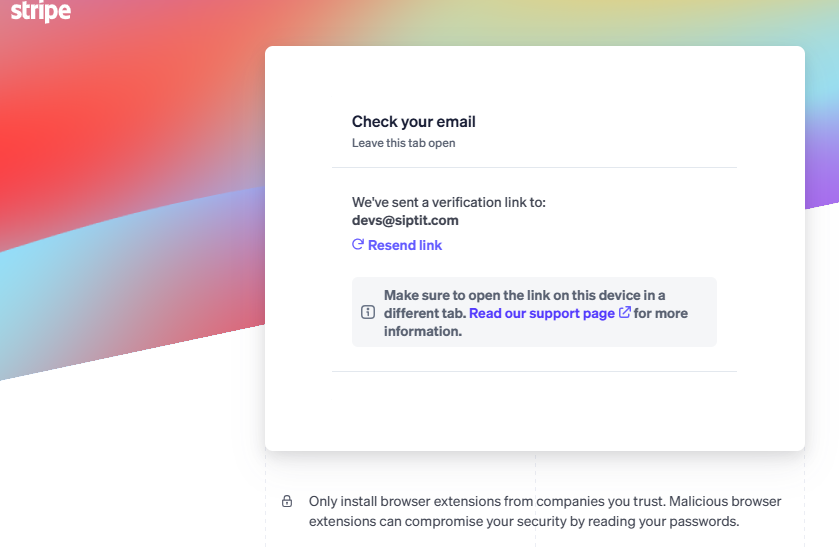 stripe
Check your email
Leave this tab open
We've sent a verification link to:
devs@siptit.com
Resend link
Make sure to open the link on this device in a
different tab. Read our support page for more
information.
Only install browser extensions from companies you trust. Malicious browser
extensions can compromise your security by reading your passwords.